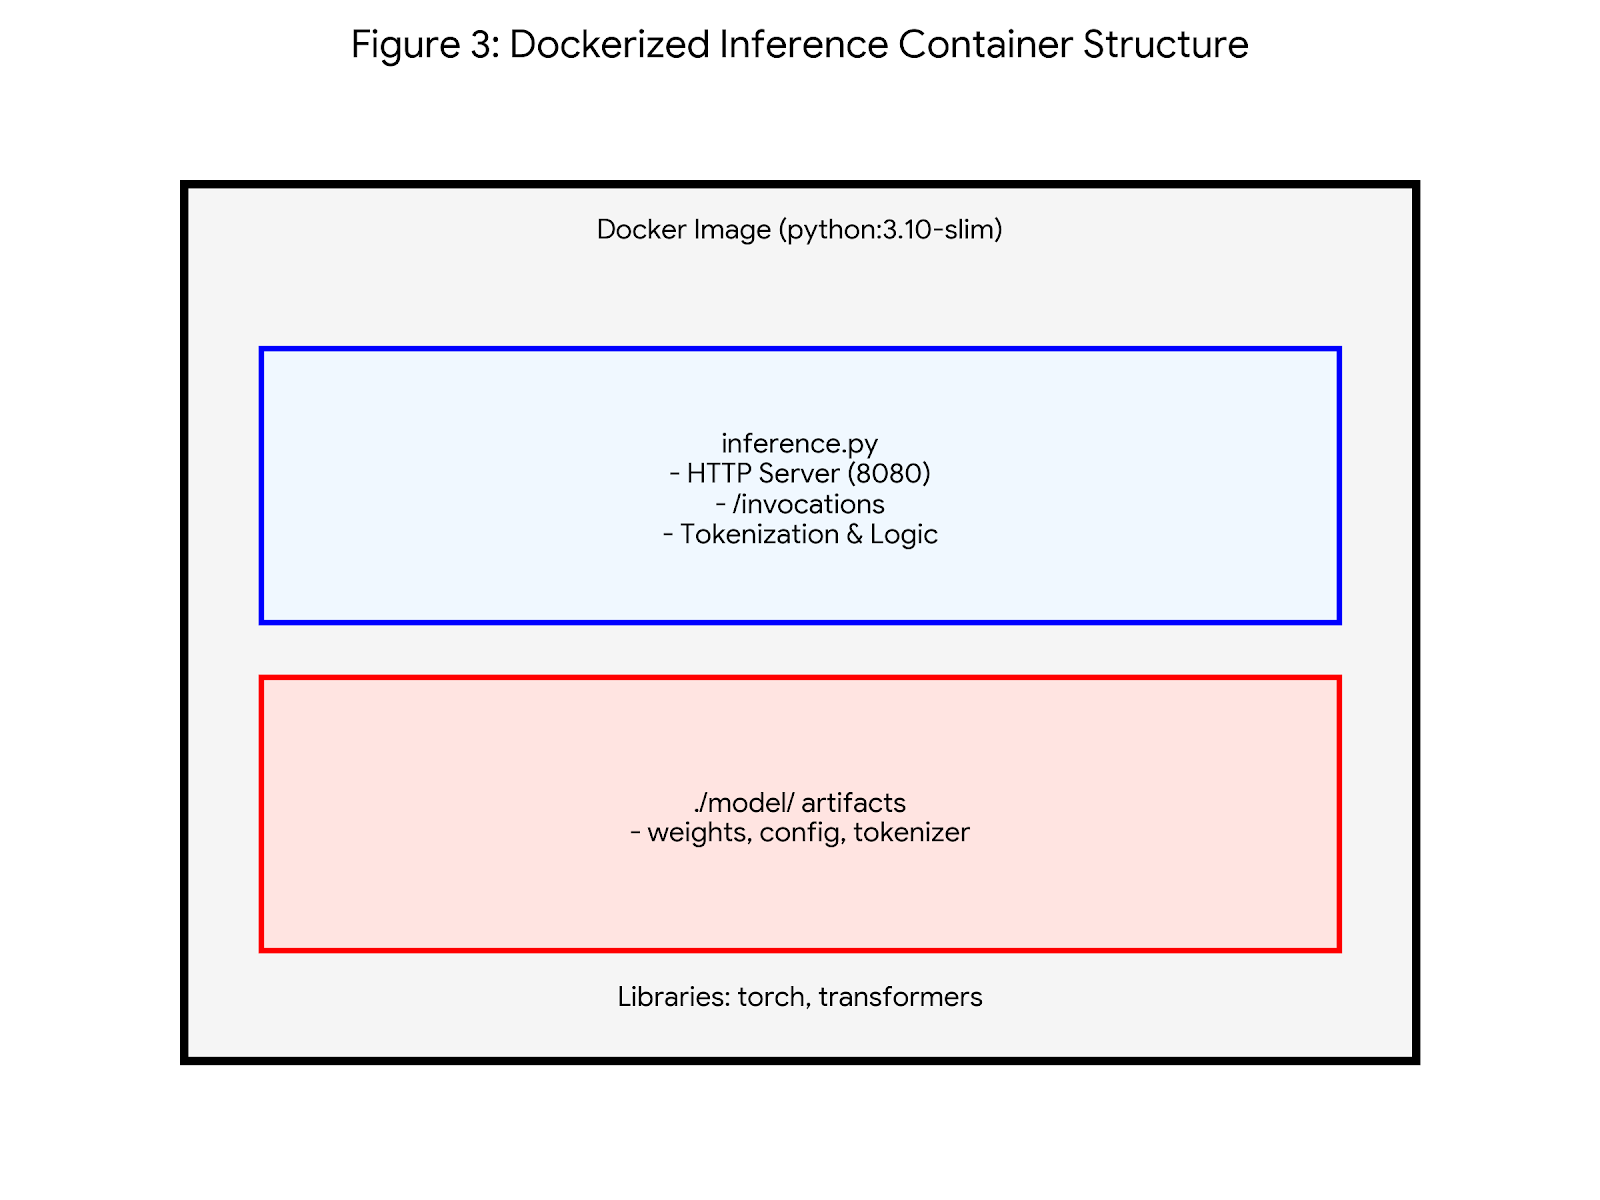 Figure 3: Dockerized Inference Container Structure
Docker Image (python:3.10-slim)
inference.py
- HTTP Server (8080)
- /invocations
- Tokenization & Logic
./model/ artifacts
- weights, config, tokenizer
Libraries: torch, transformers